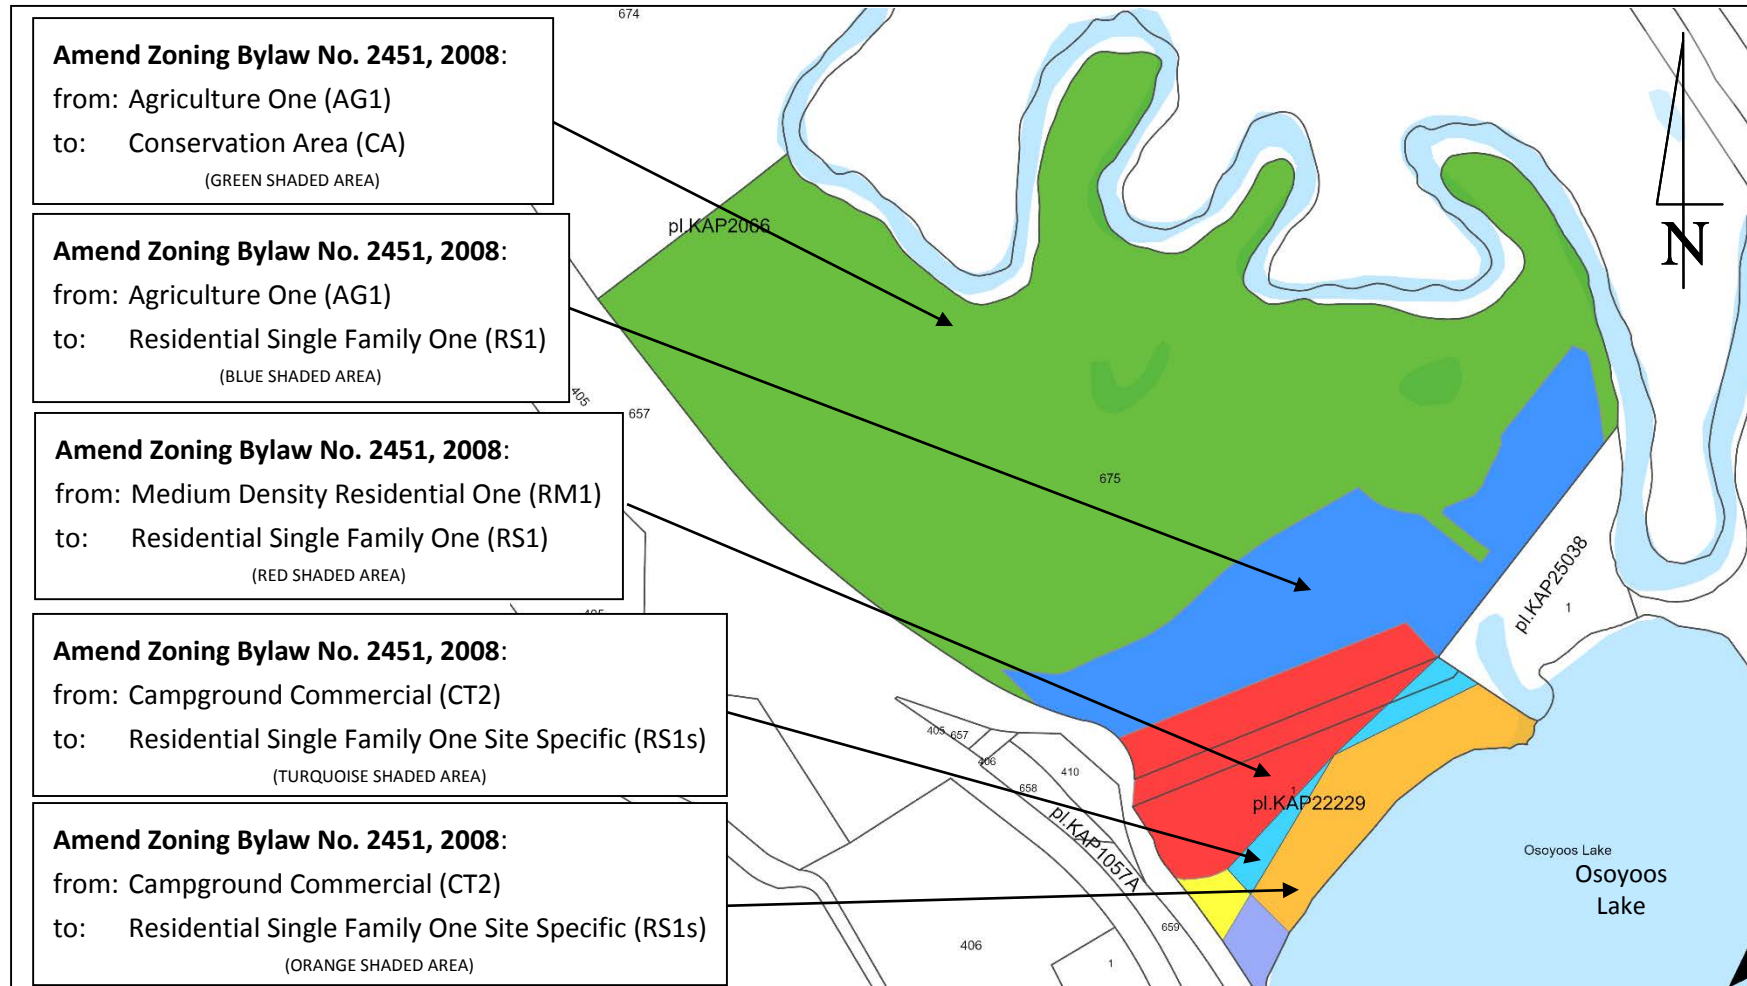 Amend Zoning Bylaw No. 2451, 2008:
from: Agriculture One (AG1)
to: Conservation Area (CA)
(GREEN SHADED AREA)
Amend Zoning Bylaw No. 2451, 2008:
from: Agriculture One (AG1)
to: Residential Single Family One (RS1)
(BLUE SHADED AREA)
Amend Zoning Bylaw No. 2451, 2008:
from: Medium Density Residential One (RM1)
to: Residential Single Family One (RS1)
(RED SHADED AREA)
Amend Zoning Bylaw No. 2451, 2008:
from: Campground Commercial (CT2)
to: Residential Single Family One Site Specific (RS1s)
(TURQUOISE SHADED AREA)
Amend Zoning Bylaw No. 2451, 2008:
from: Campground Commercial (CT2)
to: Residential Single Family One Site Specific (RS1s)
(ORANGE SHADED AREA)
674
pl.KAP2066
N
405
657
675
pl.KAP25038
1
405
657
406
410
658
1
pl.KAP22229
pl.KAP1057A
659
406
1
Osoyoos Lake
Osoyoos
Lake